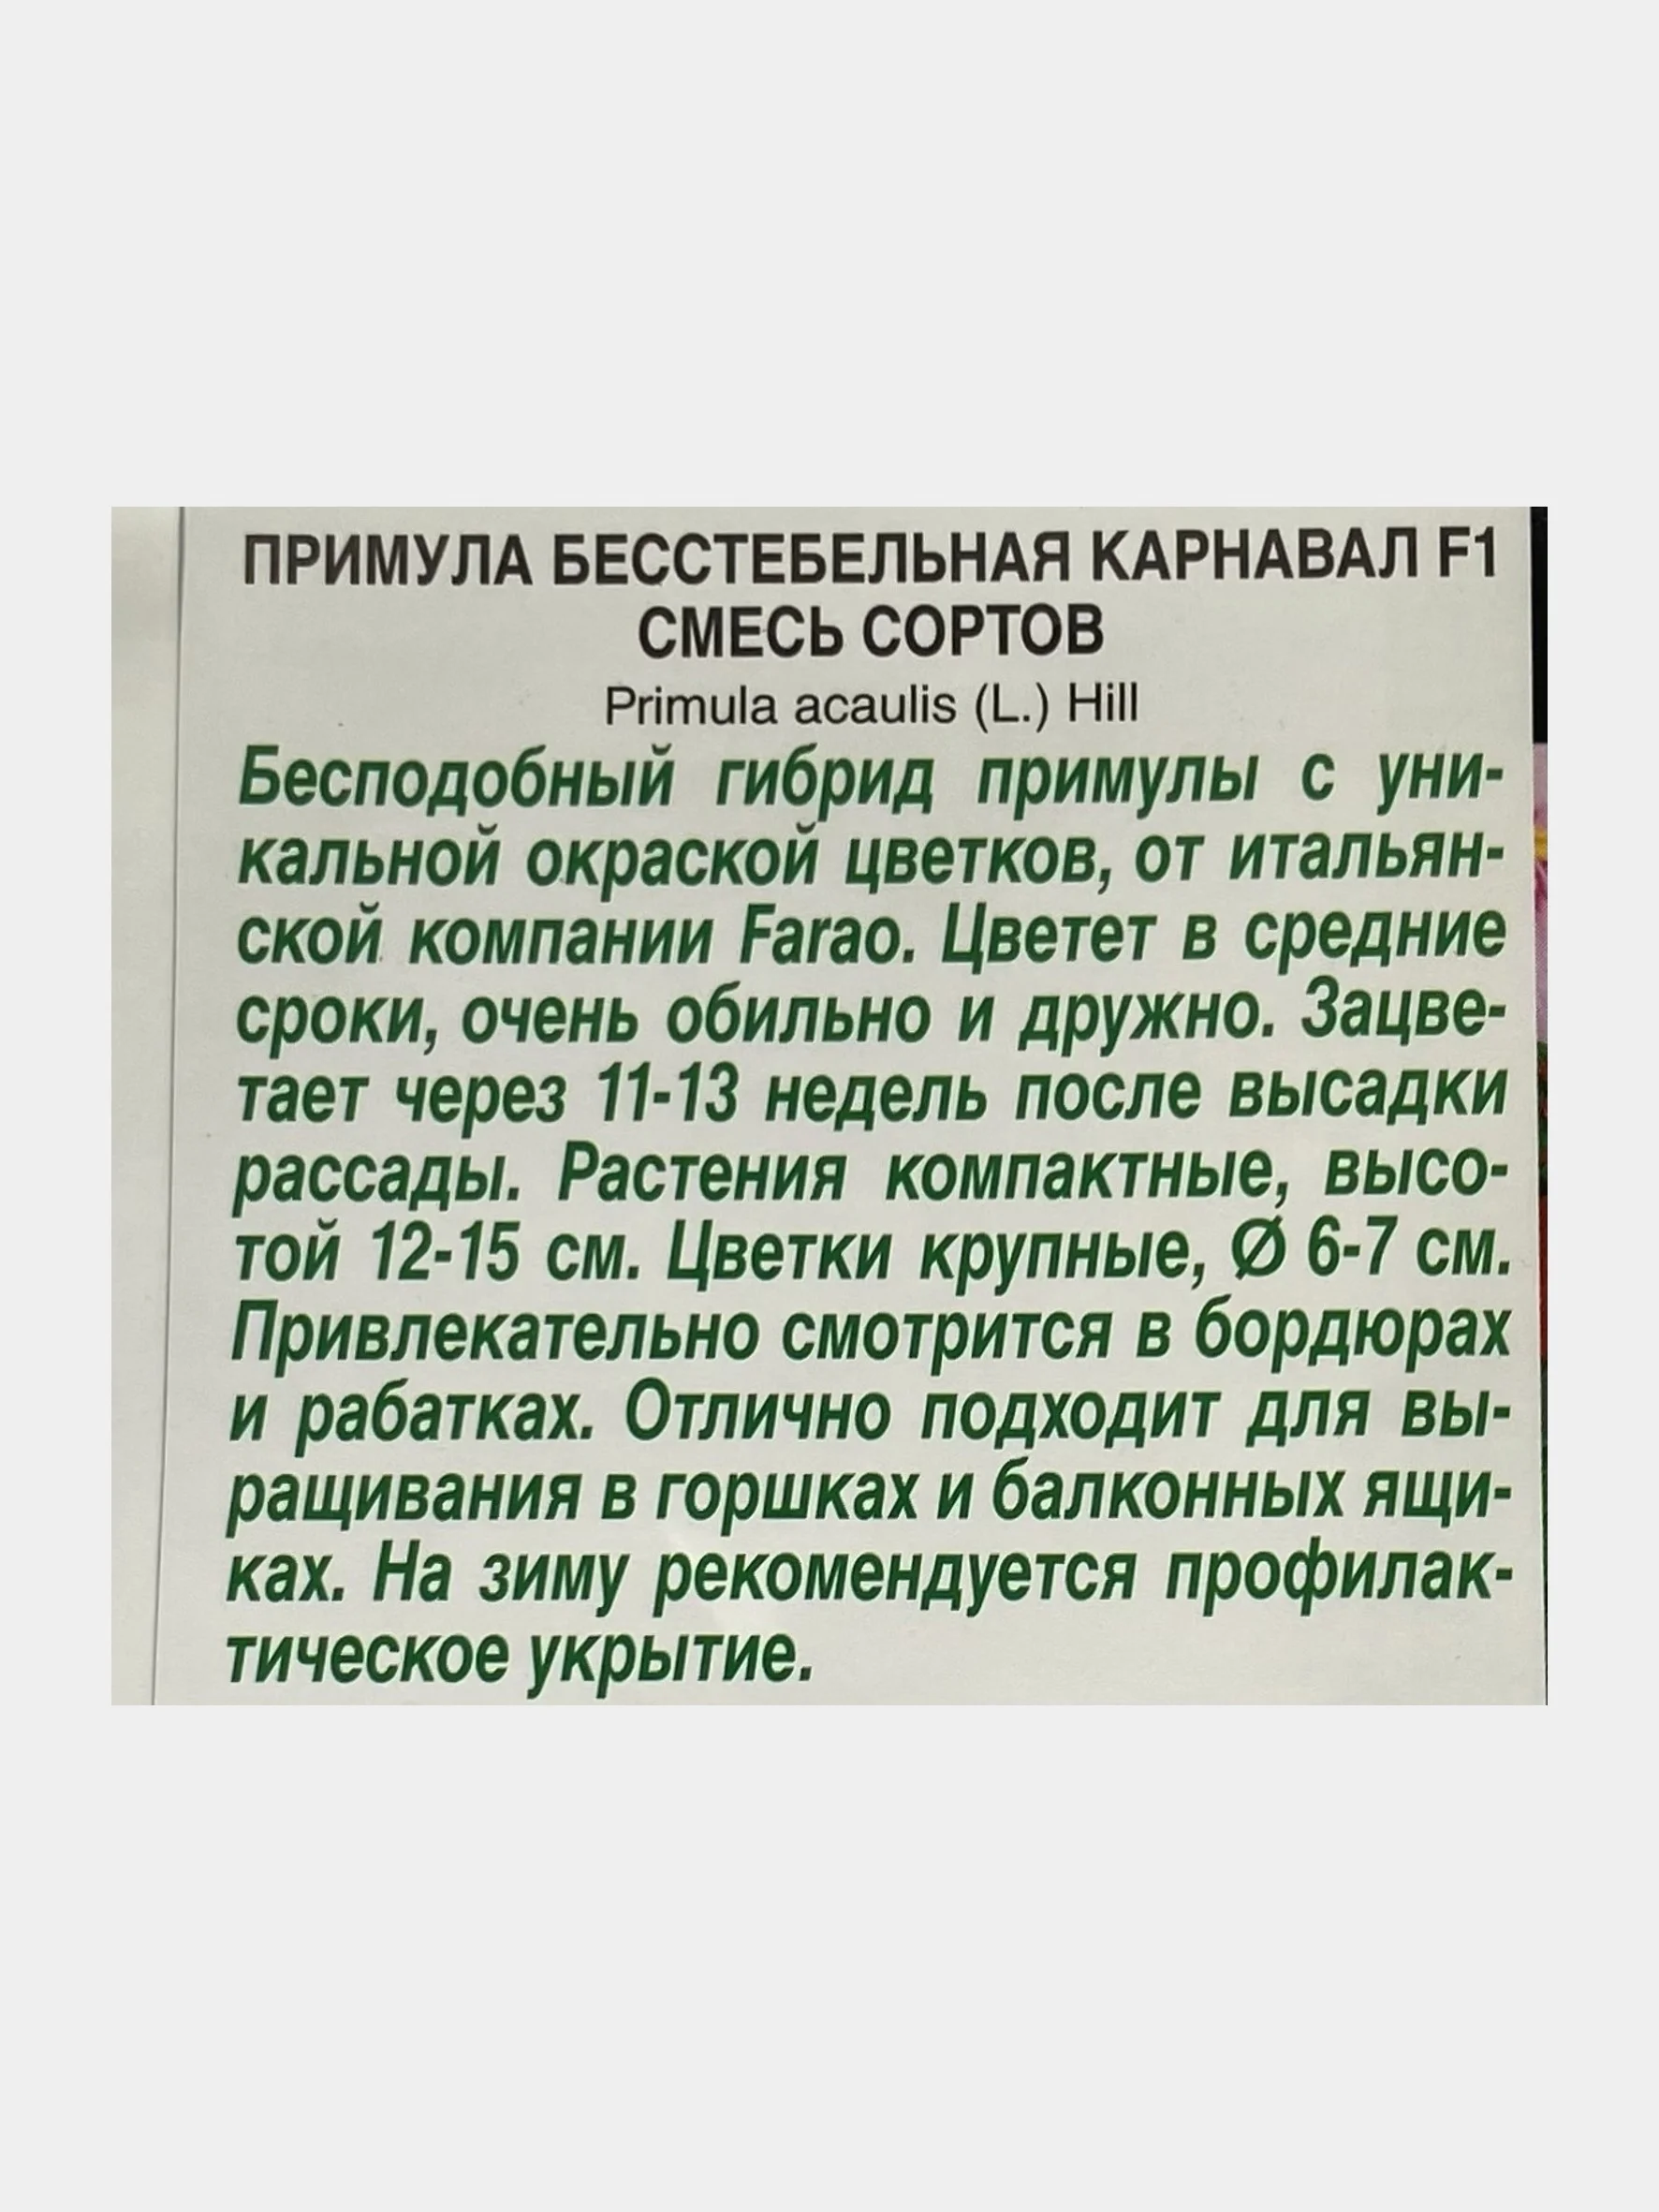 ПРИМУЛА БЕССТЕБЕЛЬНАЯ КАРНАВАЛ F1
СМЕСЬ СОРТОВ
Primula acaulis (L.) Hill
Бесподобный гибрид примулы с уни-
кальной окраской цветков, от итальян-
ской компании Farao. Цветет в средние
сроки, очень обильно и дружно. Зацве-
тает через 11-13 недель после высадки
рассады. Растения компактные, высо-
той 12-15 см. Цветки крупные, Ø 6-7 см.
Привлекательно смотрится в бордюрах
и рабатках. Отлично подходит для вы-
ращивания в горшках и балконных ящи-
ках. На зиму рекомендуется профилак-
тическое укрытие.